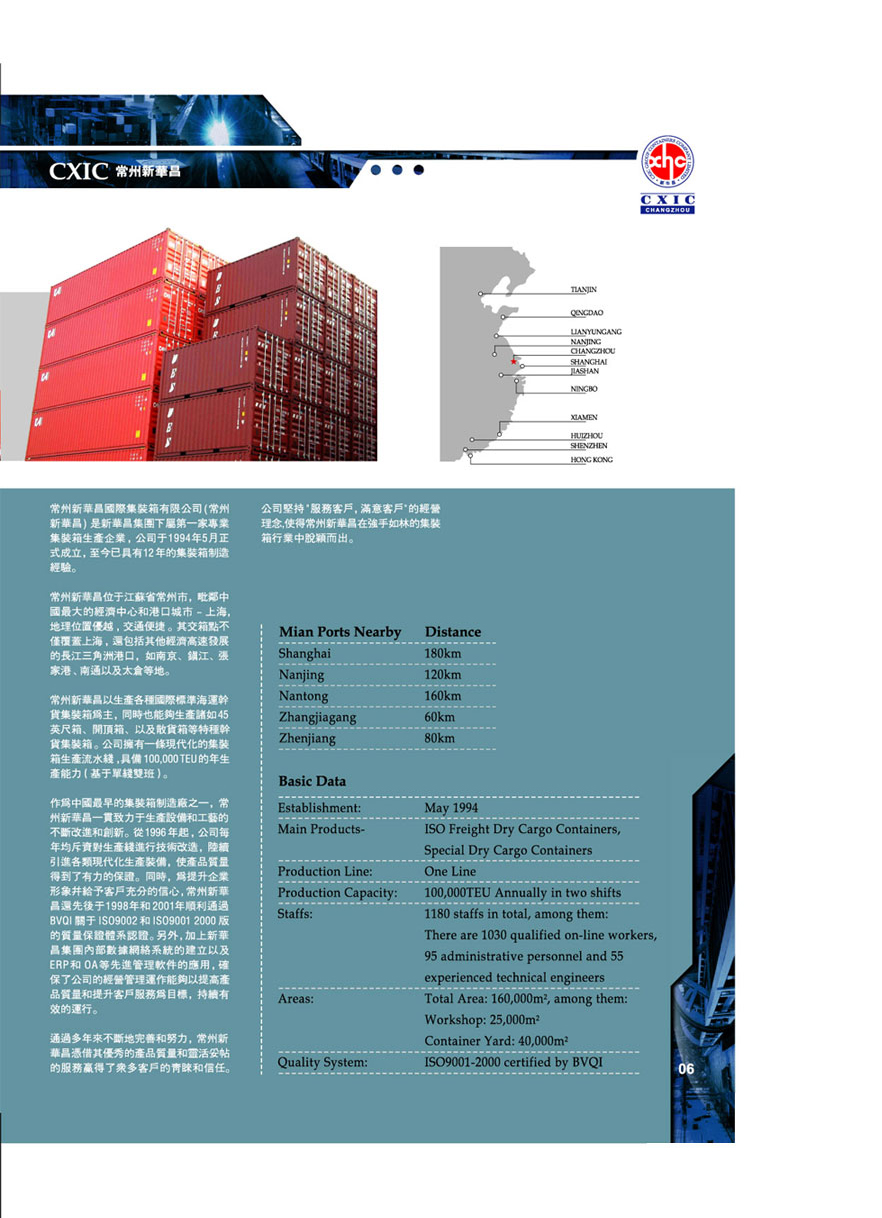 CXIC 常州新華昌
xhc
CXIC
CHANGZHOU
TIANJIN
QINGDAO
LIANYUNGANG
NANJING
CHANGZHOU
SHANGHAI
JIASHAN
NINGBO
XIAMEN
HUIZHOU
SHENZHEN
HONG KONG
UES
UES
UES
UES
常州新華昌國際集裝箱有限公司(常州
新華昌) 是新華昌集團下屬第一家專業
集裝箱生產企業，公司于1994年5月正
式成立，至今已具有12年的集裝箱制造
經驗。
常州新華昌位于江蘇省常州市，毗鄰中
國最大的經濟中心和港口城市－上海,
地理位置優越，交通便捷。其交箱點不
僅覆蓋上海，還包括其他經濟高速發展
的長江三角洲港口，如南京、鎮江、張
家港、南通以及太倉等地。
常州新華昌以生產各種國際標準海運幹
貨集裝箱爲主，同時也能夠生產諸如45
英尺箱、開頂箱、以及散貨箱等特種幹
貨集裝箱。公司擁有一條現代化的集裝
箱生產流水綫,具備100,000TEU的年生
產能力(基于單綫雙班)。
作爲中國最早的集裝箱制造廠之一，常
州新華昌一貫致力于生產設備和工藝的
不斷改進和創新。從1996年起，公司每
年均斥資對生產綫進行技術改造，陸續
引進各類現代化生產裝備，使產品質量
得到了有力的保證。同時，爲提升企業
形象并給予客戶充分的信心,常州新華
昌還先後于1998年和2001年順利通過
BVQI 關于 ISO9002 和 ISO9001 2000 版
的質量保證體系認證。另外，加上新華
昌集團內部數據網絡系統的建立以及
ERP和 OA等先進管理軟件的應用，確
保了公司的經營管理運作能夠以提高產
品質量和提升客戶服務爲目標，持續有
效的運行。
通過多年來不斷地完善和努力，常州新
華昌憑借其優秀的產品質量和靈活妥帖
的服務贏得了衆多客戶的青睞和信任。
公司堅持"服務客戶，滿意客戶"的經營
理念,使得常州新華昌在強手如林的集裝
箱行業中脫穎而出。
Mian Ports Nearby Distance
Shanghai 180km
Nanjing 120km
Nantong 160km
Zhangjiagang 60km
Zhenjiang 80km
Basic Data
Establishment: May 1994
Main Products- ISO Freight Dry Cargo Containers,
Special Dry Cargo Containers
Production Line: One Line
Production Capacity: 100,000TEU Annually in two shifts
Staffs: 1180 staffs in total, among them:
There are 1030 qualified on-line workers,
95 administrative personnel and 55
experienced technical engineers
Areas: Total Area: 160,000m², among them:
Workshop: 25,000m²
Container Yard: 40,000m²
Quality System: ISO9001-2000 certified by BVQI
06